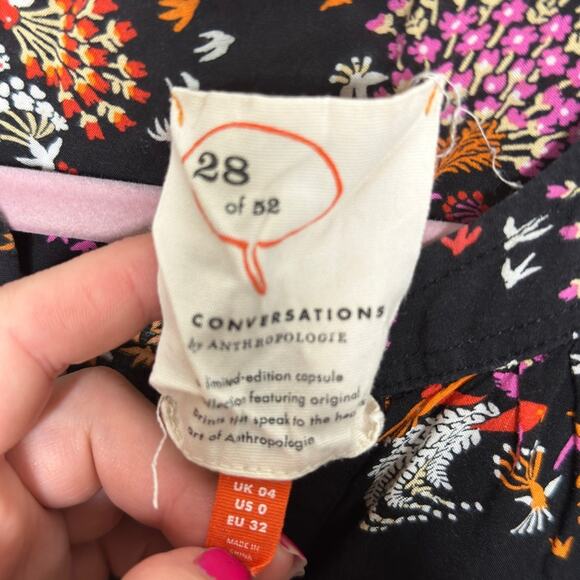 28
of 52
CONVERSATIONS
by ANTHROPOLOGIE
limited-edition capsule
collection featuring original
prints that speak to the heart
art of Anthropologie
UK 04
US 0
EU 32
MADE IN
CHINA